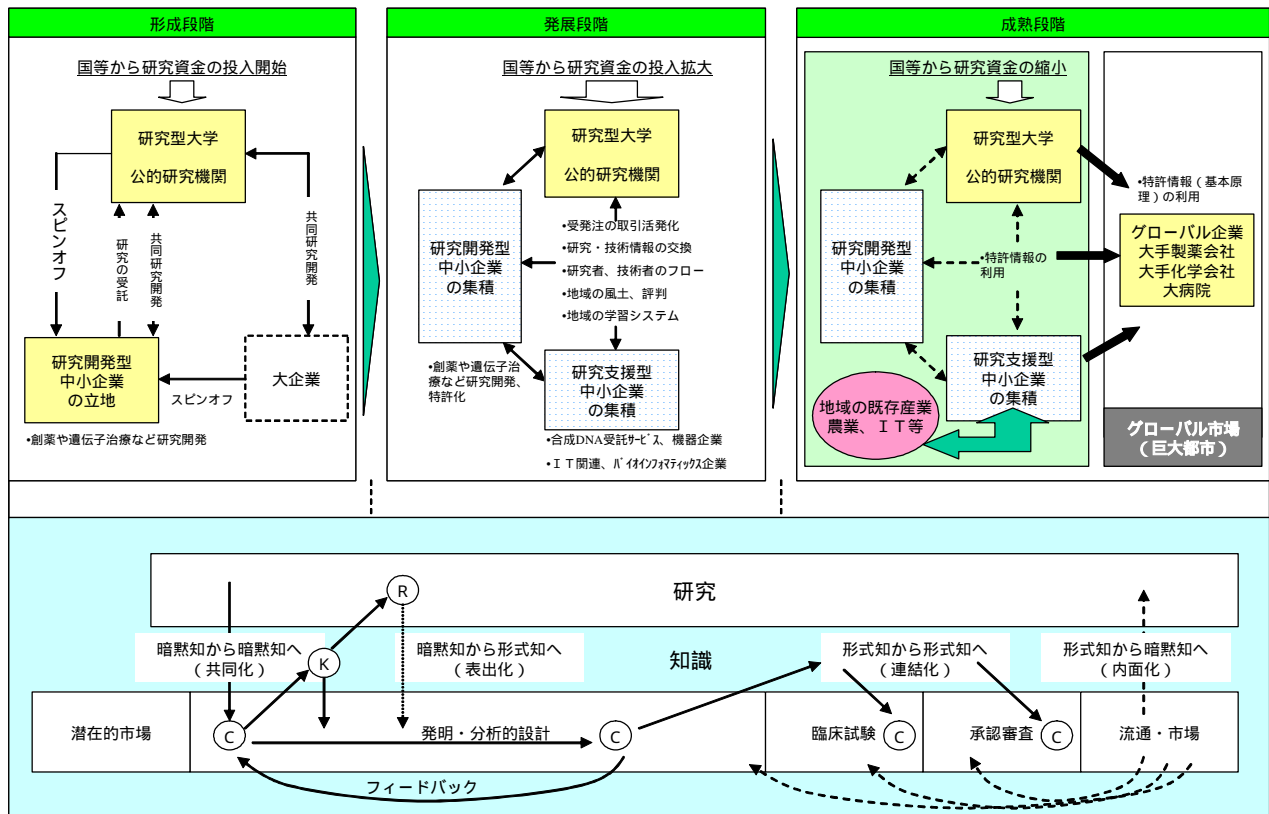 形成段階
国等から研究資金の投入開始
研究型大学
公的研究機関
スピンオフ
研究の受託
共同研究開発
共同研究開発
研究開発型
中小企業
の立地
スピンオフ
大企業
•創薬や遺伝子治療など研究開発
発展段階
国等から研究資金の投入拡大
研究型大学
公的研究機関
研究開発型
中小企業
の集積
•受発注の取引活発化
•研究・技術情報の交換
•研究者、技術者のフロー
•地域の風土、評判
•地域の学習システム
•創薬や遺伝子治
療など研究開発、
特許化
研究支援型
中小企業
の集積
•合成DNA受託ｻｰﾋﾞｽ、機器企業
•ＩＴ関連、ﾊﾞｲｵｲﾝﾌｫﾏﾃｨｯｸｽ企業
成熟段階
国等から研究資金の縮小
研究型大学
公的研究機関
研究開発型
中小企業
の集積
•特許情報の
利用
研究支援型
中小企業
の集積
地域の既存産業
農業、ＩＴ等
•特許情報（基本原
理）の利用
グローバル企業
大手製薬会社
大手化学会社
大病院
グローバル市場
（巨大都市）
研究
R
暗黙知から暗黙知へ
（共同化）
K
暗黙知から形式知へ
（表出化）
知識
形式知から形式知へ
（連結化）
形式知から暗黙知へ
（内面化）
潜在的市場
C
発明・分析的設計
C
臨床試験
C
承認審査
C
流通・市場
フィードバック